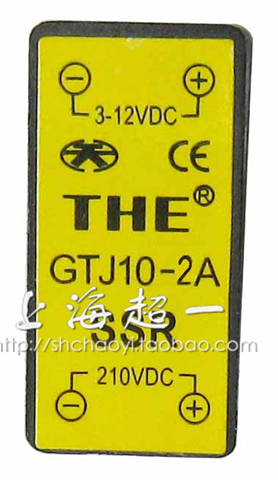 − +
3-12VDC
CE
THE®
GTJ10-2A
上海超一
SSR
http://shchaoyi.taobao.com
210VDC
− +